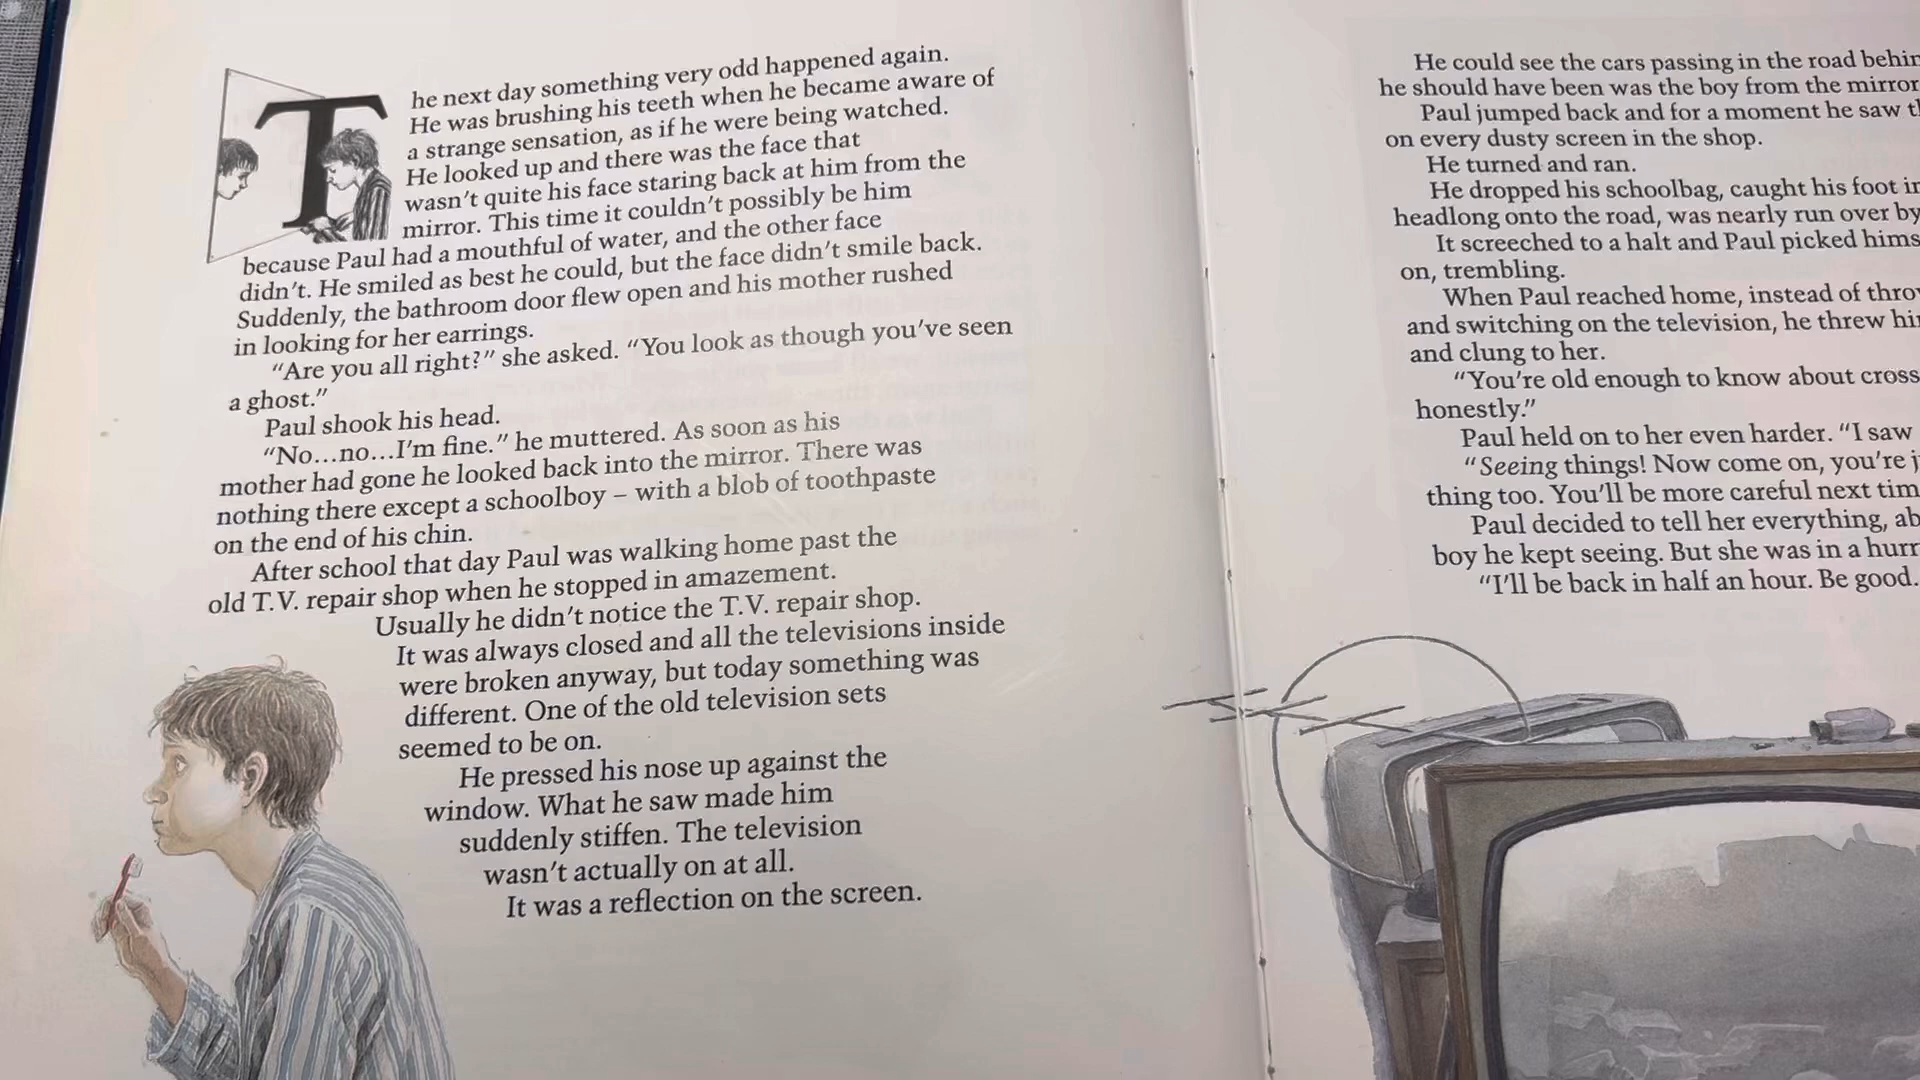 The next day something very odd happened again.
He was brushing his teeth when he became aware of
a strange sensation, as if he were being watched.
He looked up and there was the face that
wasn't quite his face staring back at him from the
mirror. This time it couldn't possibly be him
because Paul had a mouthful of water, and the other face
didn't. He smiled as best he could, but the face didn't smile back.
Suddenly, the bathroom door flew open and his mother rushed
in looking for her earrings.
“Are you all right?” she asked. “You look as though you've seen
a ghost.”
Paul shook his head.
“No...no...I'm fine.” he muttered. As soon as his
mother had gone he looked back into the mirror. There was
nothing there except a schoolboy – with a blob of toothpaste
on the end of his chin.
After school that day Paul was walking home past the
old T.V. repair shop when he stopped in amazement.
Usually he didn't notice the T.V. repair shop.
It was always closed and all the televisions inside
were broken anyway, but today something was
different. One of the old television sets
seemed to be on.
He pressed his nose up against the
window. What he saw made him
suddenly stiffen. The television
wasn't actually on at all.
It was a reflection on the screen.
He could see the cars passing in the road
he should have been was the boy from the mirror
Paul jumped back and for a moment he saw
on every dusty screen in the shop.
He turned and ran.
He dropped his schoolbag, caught his foot
headlong onto the road, was nearly run over by
It screeched to a halt and Paul picked
on, trembling.
When Paul reached home, instead of
and switching on the television, he threw
and clung to her.
“You're old enough to know about cross
honestly.”
Paul held on to her even harder. “I saw
“Seeing things! Now come on, you're
thing too. You'll be more careful next
Paul decided to tell her everything,
boy he kept seeing. But she was in a
“I'll be back in half an hour. Be good.